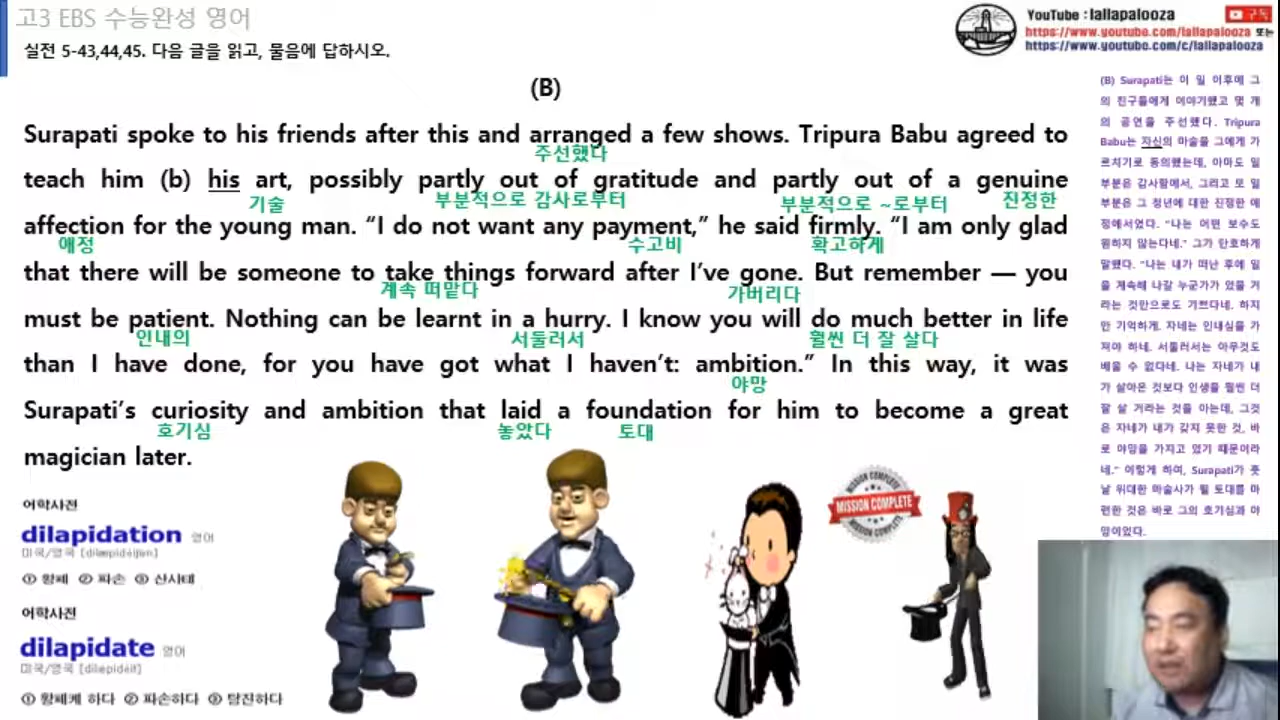 고3 EBS 수능완성 영어
실전 5-43,44,45. 다음 글을 읽고, 물음에 답하시오.
YouTube : lallapalooza
구독
https://www.youtube.com/lallapalooza 또는
https://www.youtube.com/c/lallapalooza
(B)
Surapati spoke to his friends after this and arranged a few shows. Tripura Babu agreed to
주선했다
teach him (b) his art, possibly partly out of gratitude and partly out of a genuine
기술 부분적으로 감사로부터 부분적으로 ~로부터 진정한
affection for the young man. “I do not want any payment,” he said firmly. “I am only glad
애정 수고비 확고하게
that there will be someone to take things forward after I’ve gone. But remember — you
계속 떠맡다 가버리다
must be patient. Nothing can be learnt in a hurry. I know you will do much better in life
인내의 서둘러서 훨씬 더 잘 살다
than I have done, for you have got what I haven’t: ambition.” In this way, it was
야망
Surapati’s curiosity and ambition that laid a foundation for him to become a great
호기심 놓았다 토대
magician later.
어학사전
dilapidation 영어
미국/영국 [dilæpidéiʃən]
① 황폐 ② 파손 ③ 산사태
어학사전
dilapidate 영어
미국/영국 [dilǽpidèit]
① 황폐케 하다 ② 파손하다 ③ 탕진하다
MISSION COMPLETE
MISSION COMPLETE
MISSION COMPLETE
(B) Surapati는 이 일 이후에 그
의 친구들에게 이야기했고 몇 개
의 공연을 주선했다. Tripura
Babu는 자신의 마술을 그에게 가
르치기로 동의했는데, 아마도 일
부분은 감사함에서, 그리고 또 일
부분은 그 청년에 대한 진정한 애
정에서였다. “나는 어떤 보수도
원하지 않는다네.” 그가 단호하게
말했다. “나는 내가 떠난 후에 일
을 계속해 나갈 누군가가 있을 거
라는 것만으로도 기쁘다네. 하지
만 기억하게. 자네는 인내심을 가
져야 하네. 서둘러서는 아무것도
배울 수 없다네. 나는 자네가 내
가 살아온 것보다 인생을 훨씬 더
잘 살 거라는 것을 아는데, 그것
은 자네가 내가 갖지 못한 것, 바
로 야망을 가지고 있기 때문이라
네.” 이렇게 하여, Surapati가 훗
날 위대한 마술사가 될 토대를 마
련한 것은 바로 그의 호기심과 야
망이었다.